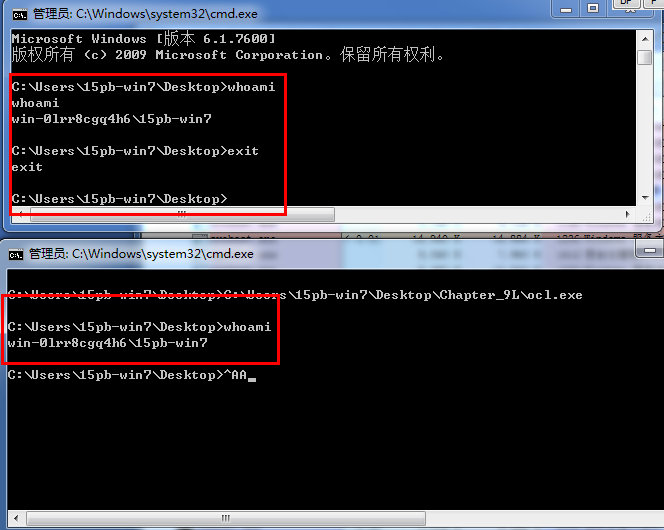 管理员: C:\Windows\system32\cmd.exe
Microsoft Windows [版本 6.1.7600]
版权所有 (c) 2009 Microsoft Corporation。保留所有权利。
C:\Users\15pb-win7\Desktop>whoami
whoami
win-0lrr8cgq4h6\15pb-win7
C:\Users\15pb-win7\Desktop>exit
exit
C:\Users\15pb-win7\Desktop>
管理员: C:\Windows\system32\cmd.exe
C:\Users\15pb-win7\Desktop>C:\Users\15pb-win7\Desktop\Chapter_9L\ocl.exe
C:\Users\15pb-win7\Desktop>whoami
win-0lrr8cgq4h6\15pb-win7
C:\Users\15pb-win7\Desktop>^AA